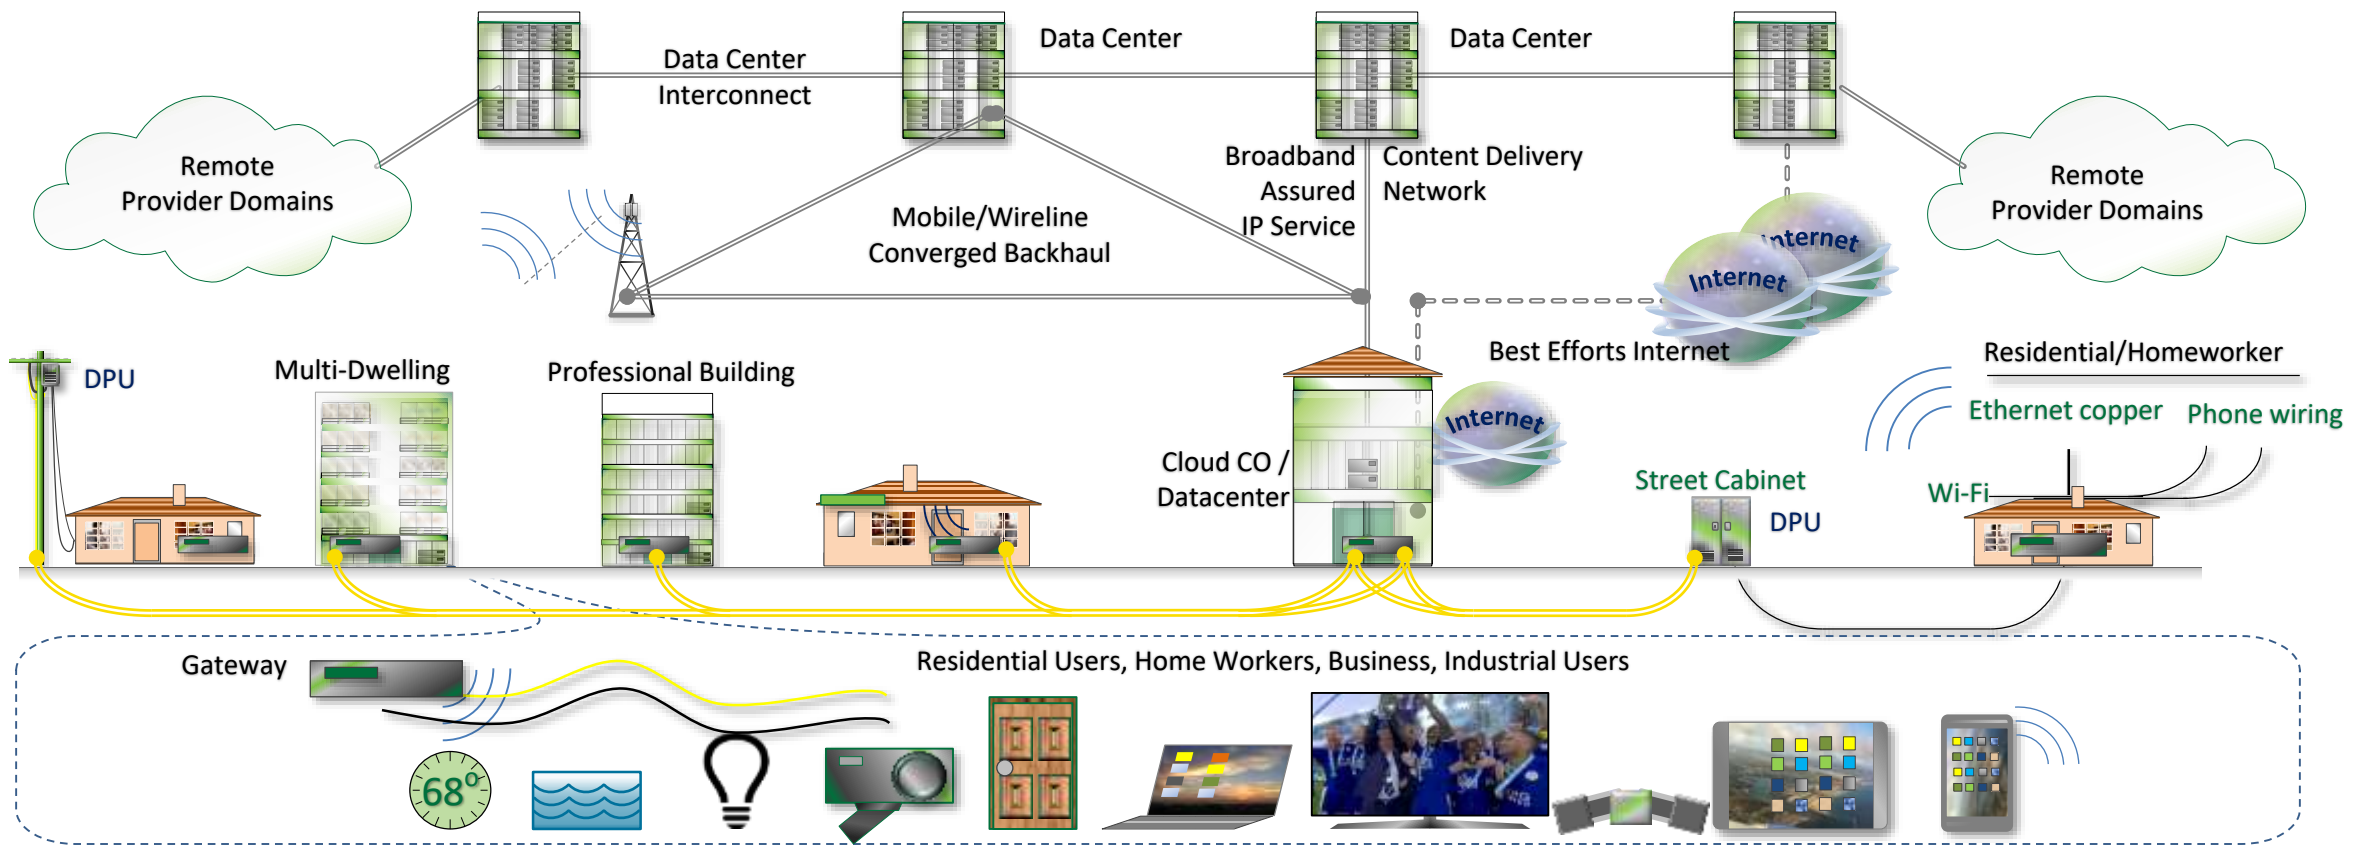 Data Center
Interconnect
Data Center
Data Center
Remote
Provider Domains
Mobile/Wireline
Converged Backhaul
Broadband
Assured
IP Service
Content Delivery
Network
Internet
Internet
Remote
Provider Domains
DPU
Multi-Dwelling
Professional Building
Best Efforts Internet
Residential/Homeworker
Ethernet copper
Phone wiring
Internet
Cloud CO /
Datacenter
Street Cabinet
DPU
Wi-Fi
Gateway
Residential Users, Home Workers, Business, Industrial Users
68°